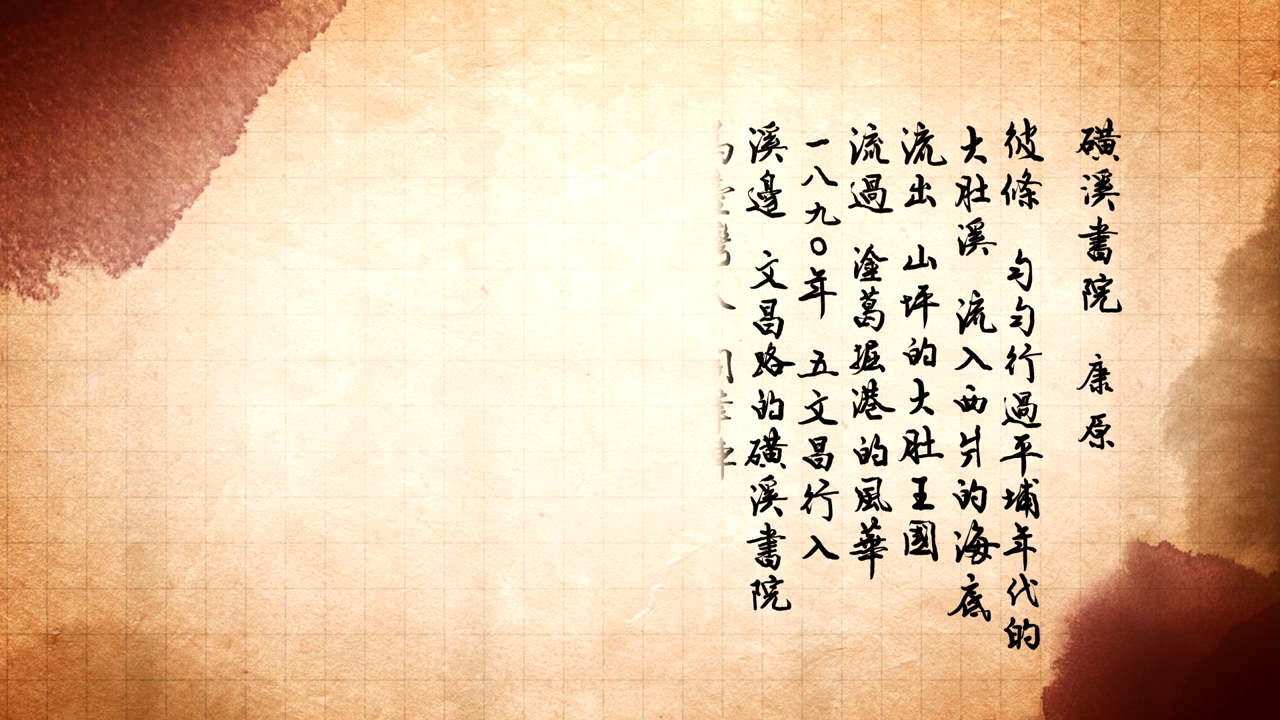 磺溪書院 康原
彼條 勻勻行過平埔年代的
大肚溪 流入西爿的海底
流出 山坪的大肚王國
流過 塗葛堀港的風華
一八九〇年 五文昌行入
溪邊 文昌路的磺溪書院